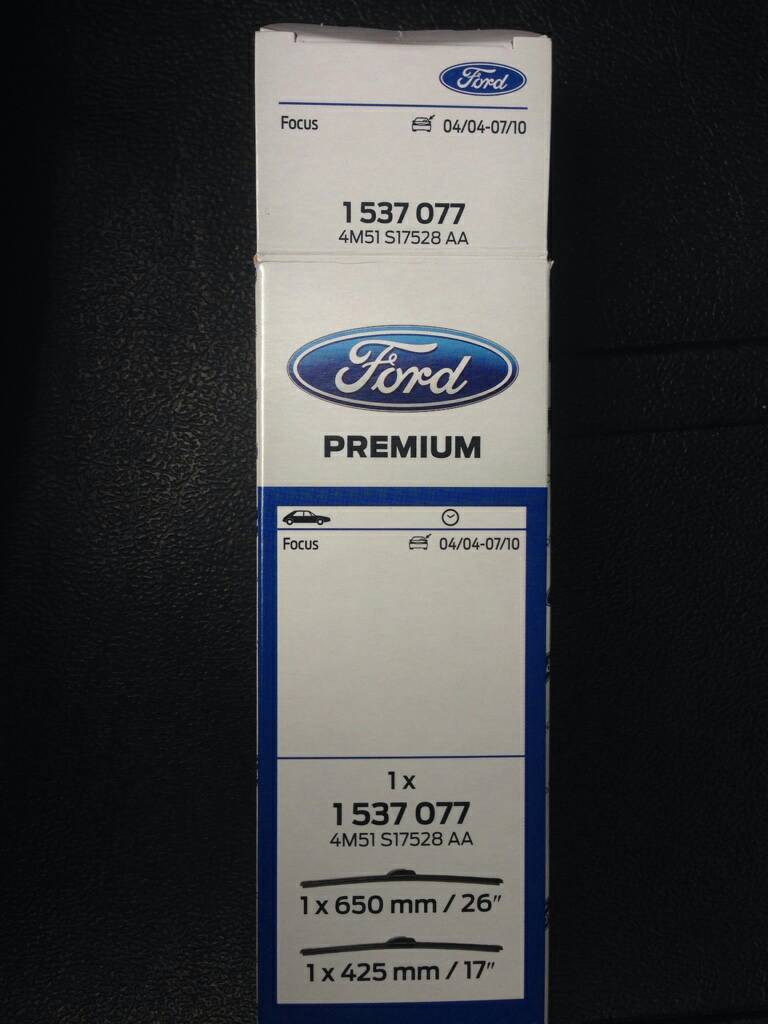 Ford
Focus 04/04-07/10
1 537 077
4M51 S17528 AA
Ford
PREMIUM
Focus 04/04-07/10
1 x
1 537 077
4M51 S17528 AA
1 x 650 mm / 26"
1 x 425 mm / 17"